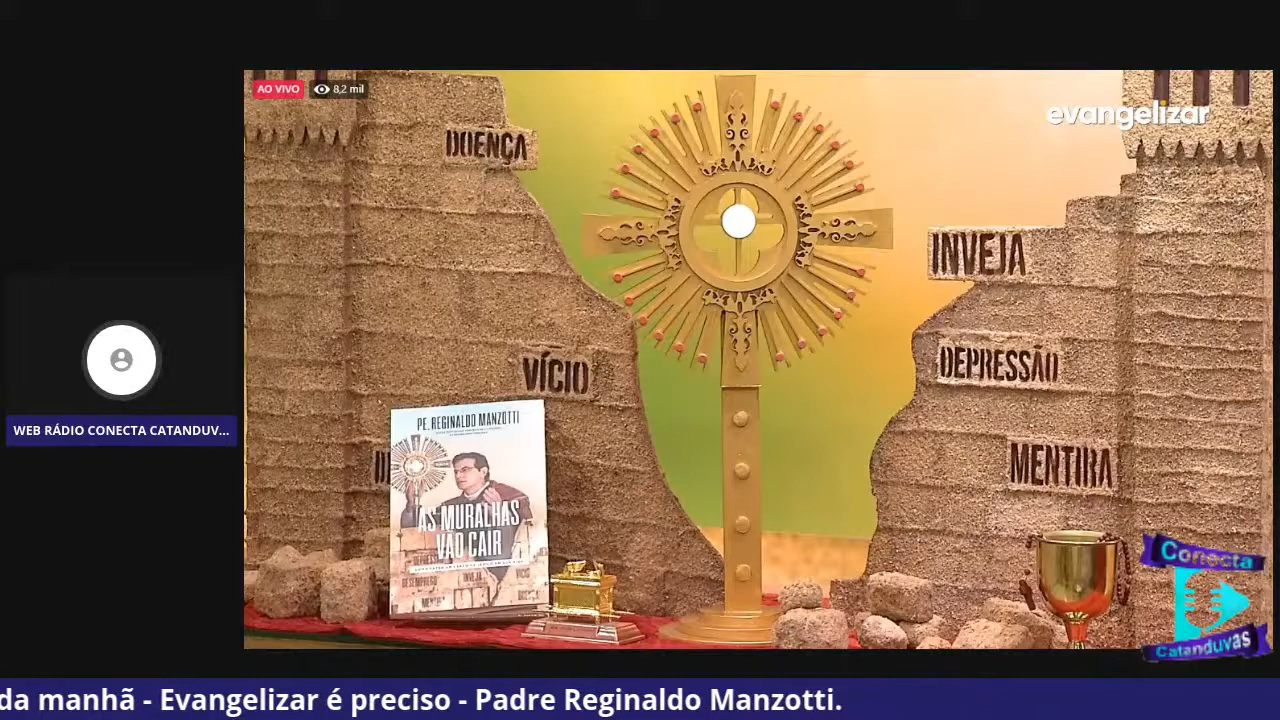 AO VIVO 8,2 mil
evangelizar
DOENÇA
INVEJA
DEPRESSÃO
VÍCIO
MENTIRA
PE. REGINALDO MANZOTTI
AS MURALHAS
VÃO CAIR
DESEMPREGO
INVEJA
VÍCIO
WEB RÁDIO CONECTA CATANDUV...
Conecta
Catanduvas
da manhã - Evangelizar é preciso - Padre Reginaldo Manzotti.